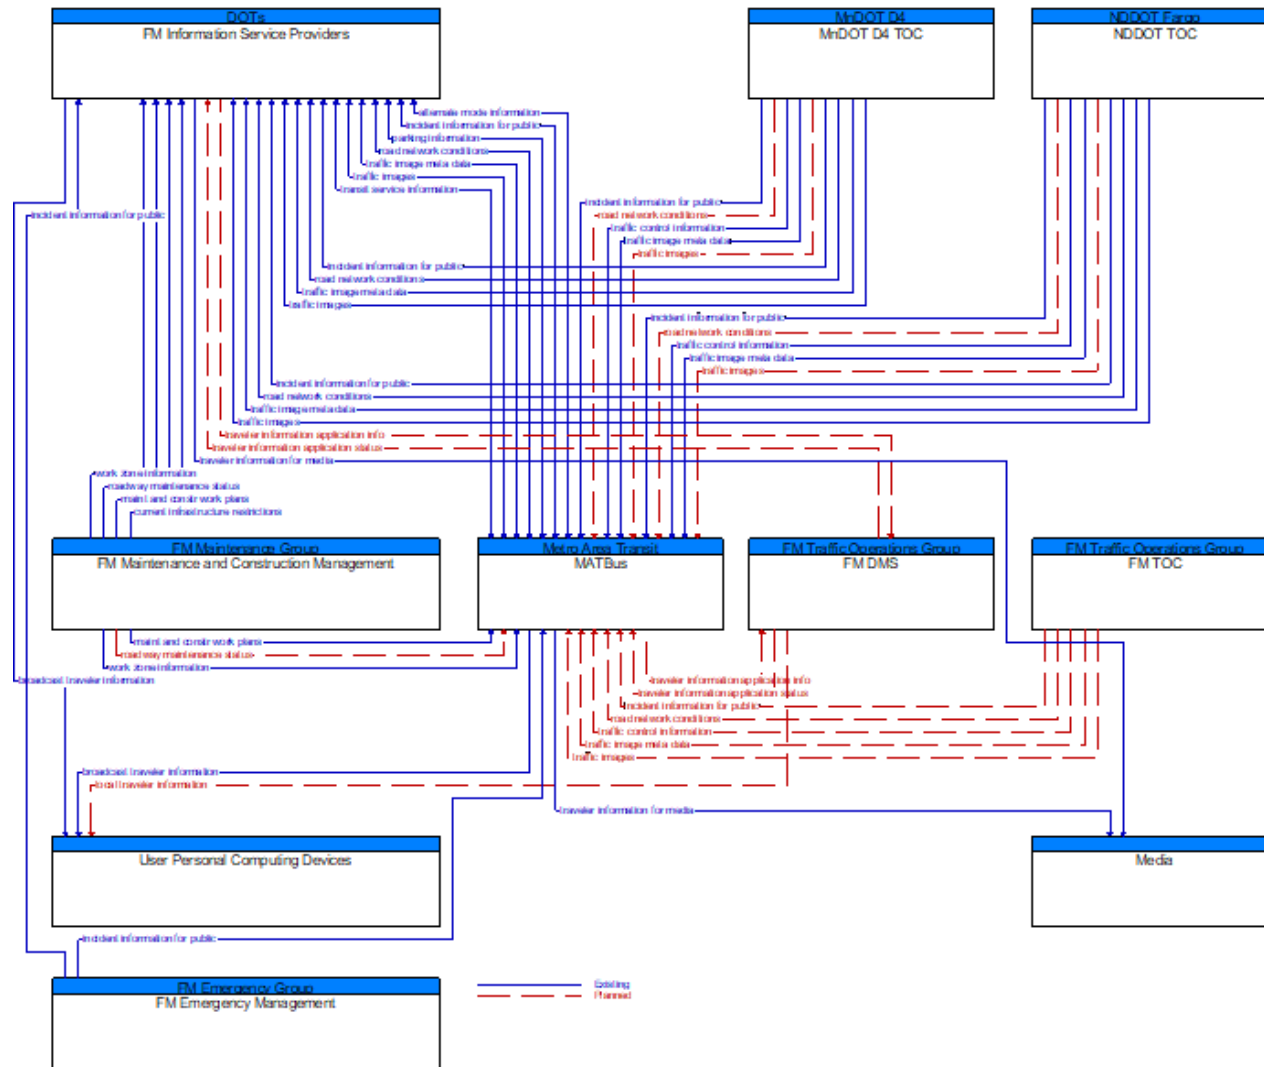 DOTs
FM Information Service Providers
MnDOT D4
MnDOT D4 TOC
NDDOT Fargo
NDDOT TOC
alternate mode information
incident information for public
parking information
road network conditions
traffic image meta data
traffic images
transit service information
incident information for public
road network conditions
traffic control information
traffic image meta data
traffic images
incident information for public
incident information for public
road network conditions
traffic image meta data
traffic images
incident information for public
road network conditions
traffic control information
traffic image meta data
traffic images
incident information for public
road network conditions
traffic image meta data
traffic images
traveler information application info
traveler information application status
traveler information for media
work zone information
roadway maintenance status
maint and constr work plans
current infrastructure restrictions
FM Maintenance Group
FM Maintenance and Construction Management
Metro Area Transit
MATBus
FM Traffic Operations Group
FM DMS
FM Traffic Operations Group
FM TOC
maint and constr work plans
roadway maintenance status
work zone information
broadcast traveler information
traveler information application info
traveler information application status
incident information for public
road network conditions
traffic control information
traffic image meta data
traffic images
broadcast traveler information
local traveler information
traveler information for media
User Personal Computing Devices
Media
incident information for public
FM Emergency Group
FM Emergency Management
Existing
Planned